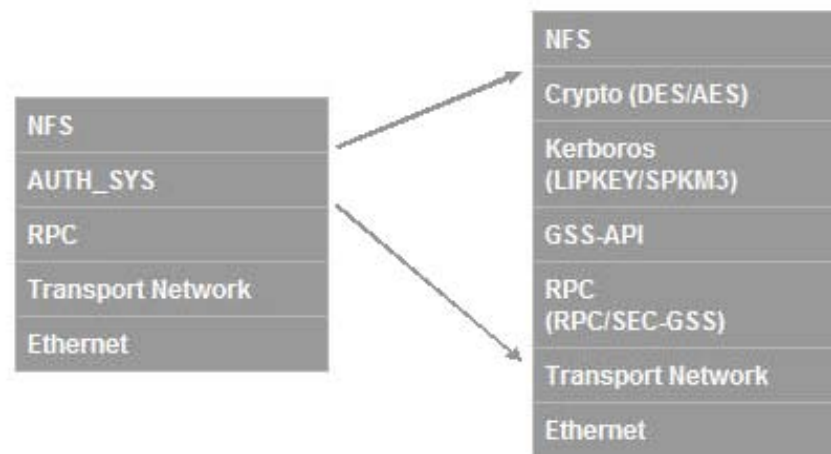 NFS
AUTH_SYS
RPC
Transport Network
Ethernet
NFS
Crypto (DES/AES)
Kerboros
(LIPKEY/SPKM3)
GSS-API
RPC
(RPC/SEC-GSS)
Transport Network
Ethernet